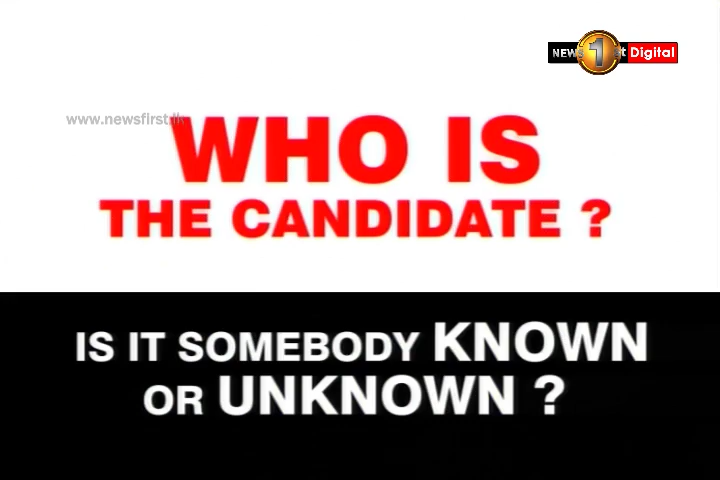 NEWS 1st Digital
www.newsfirst.lk
WHO IS
THE CANDIDATE ?
IS IT SOMEBODY KNOWN
OR UNKNOWN ?